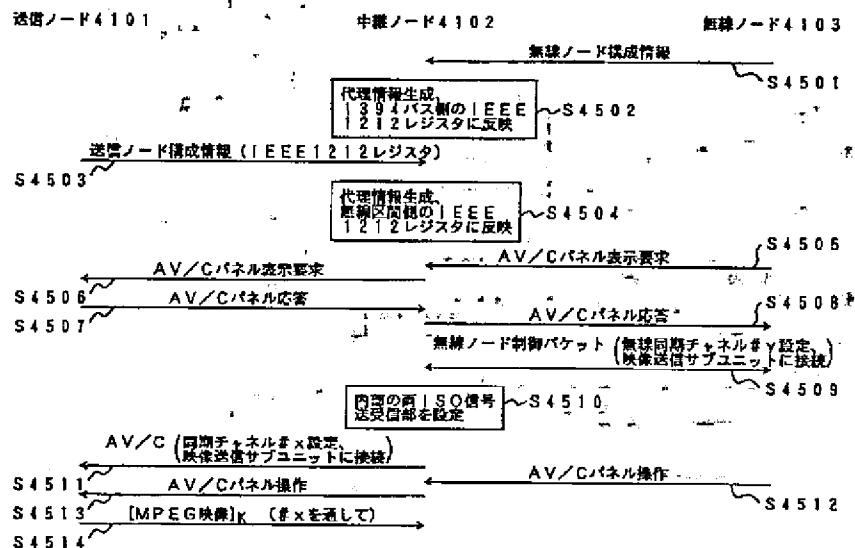 送信ノード4101
中継ノード4102
無線ノード4103
無線ノード構成情報
S4501
代理情報生成、
1394バス側のIEEE
1212レジスタに反映
S4502
送信ノード構成情報(IEEE1212レジスタ)
S4503
代理情報生成、
無線区間側のIEEE
1212レジスタに反映
S4504
S4505
AV/Cパネル表示要求
AV/Cパネル表示要求
S4506
AV/Cパネル応答
S4507
S4508
AV/Cパネル応答
無線ノード制御パケット(無線同期チャネル#y設定、
映像送信サブユニットに接続)
S4509
内部の両ISO信号
送受信部を設定
S4510
AV/C(同期チャネル#x設定、
映像送信サブユニットに接続)
S4511
AV/Cパネル操作
S4512
AV/Cパネル操作
S4513
[MPEG映像]K (#xを通して)
S4514